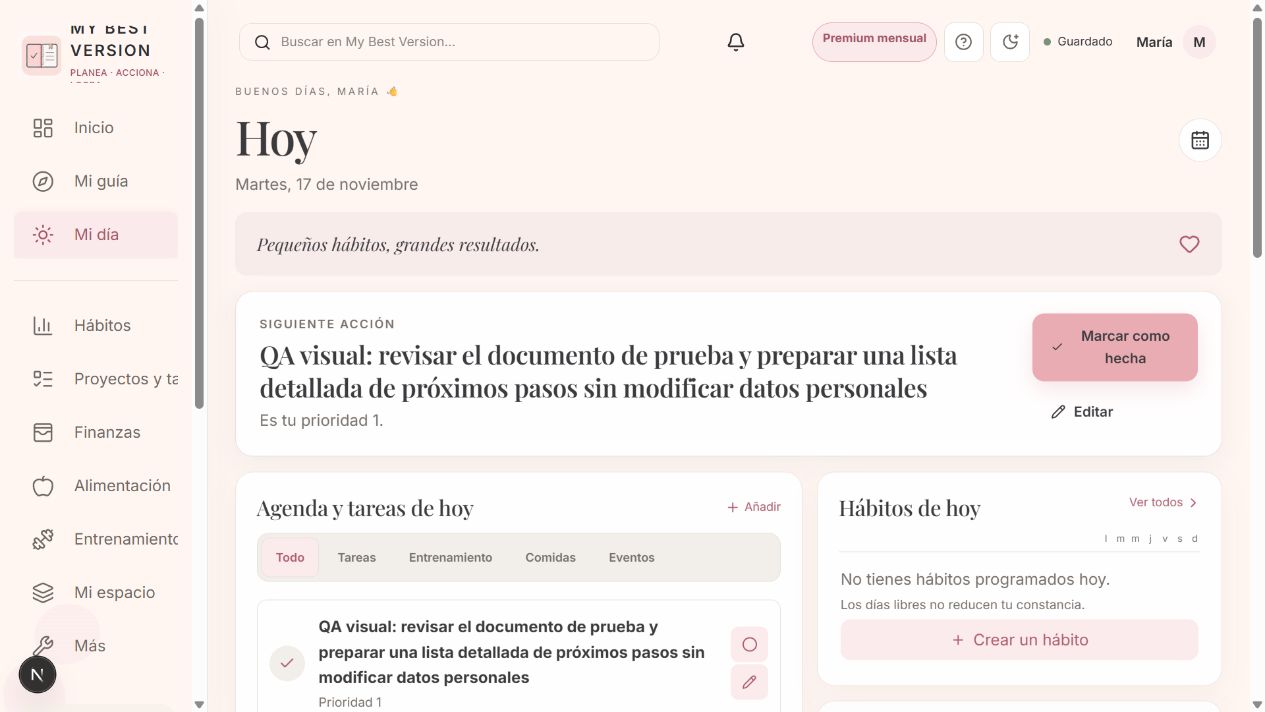 MY BEST
VERSION
PLANEA · ACCIONA ·
Inicio
Mi guía
Mi día
Hábitos
Proyectos y ta
Finanzas
Alimentación
Entrenamiento
Mi espacio
Más
N
Buscar en My Best Version...
Premium mensual
Guardado
María
M
BUENOS DÍAS, MARÍA
Hoy
Martes, 17 de noviembre
Pequeños hábitos, grandes resultados.
SIGUIENTE ACCIÓN
QA visual: revisar el documento de prueba y preparar una lista
detallada de próximos pasos sin modificar datos personales
Es tu prioridad 1.
Marcar como
hecha
Editar
Agenda y tareas de hoy
+ Añadir
Todo Tareas Entrenamiento Comidas Eventos
QA visual: revisar el documento de prueba y
preparar una lista detallada de próximos pasos sin
modificar datos personales
Prioridad 1
Hábitos de hoy
Ver todos
l m m j v s d
No tienes hábitos programados hoy.
Los días libres no reducen tu constancia.
+ Crear un hábito